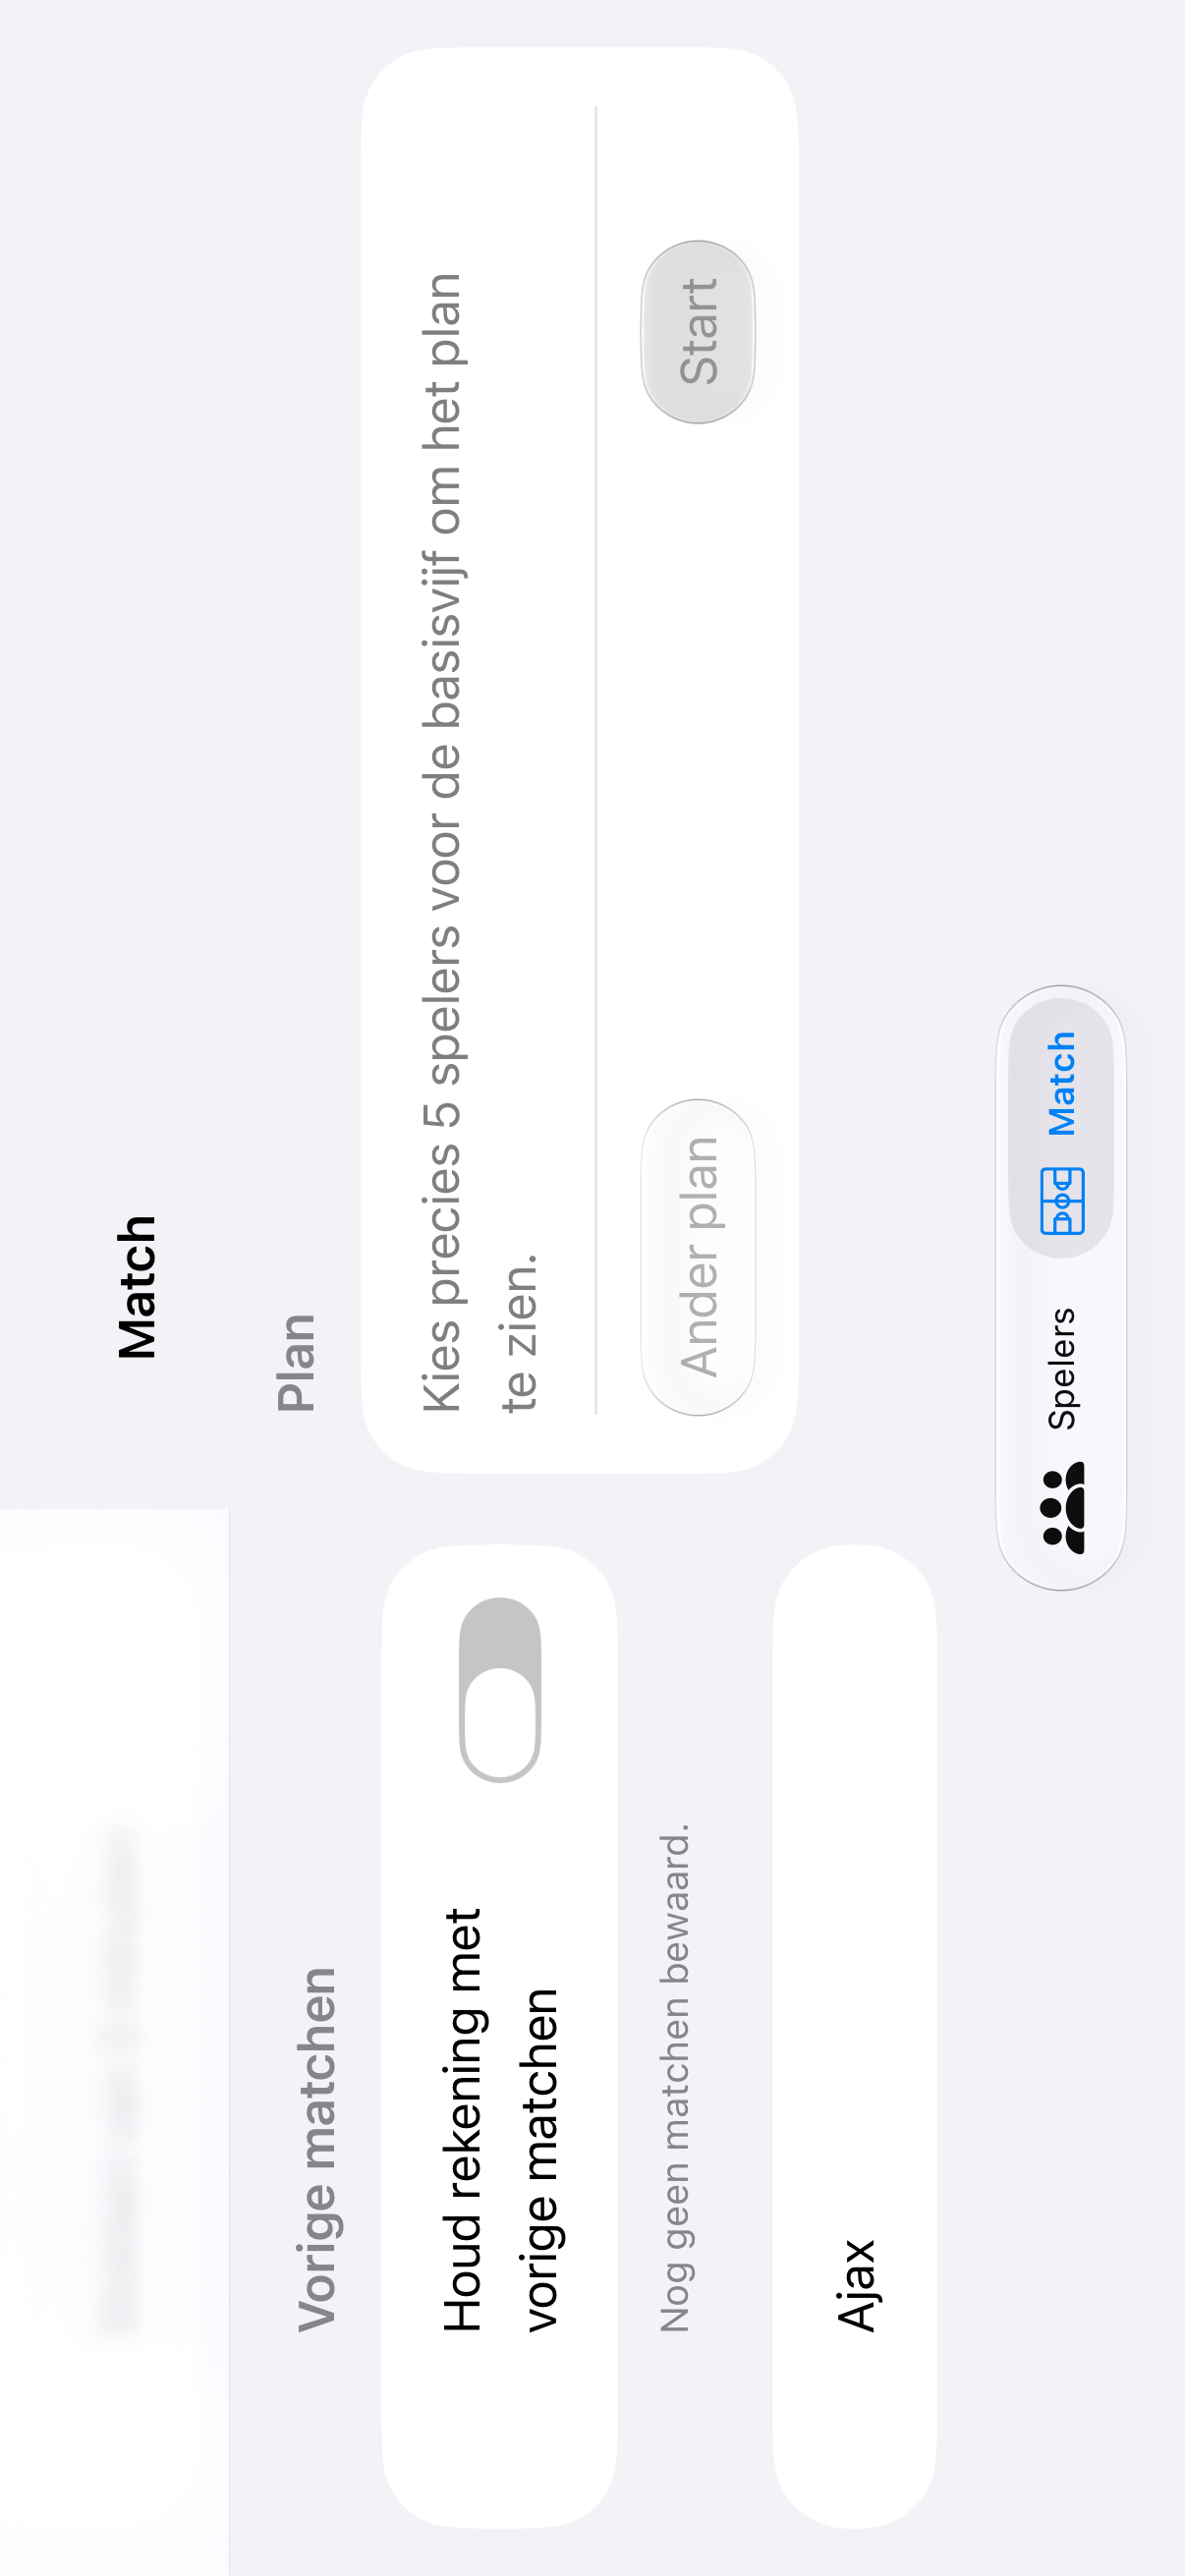 Match
Vorige matchen
Houd rekening met
vorige matchen
Nog geen matchen bewaard.
Ajax
Plan
Kies precies 5 spelers voor de basisvijf om het plan
te zien.
Ander plan
Start
Spelers
Match